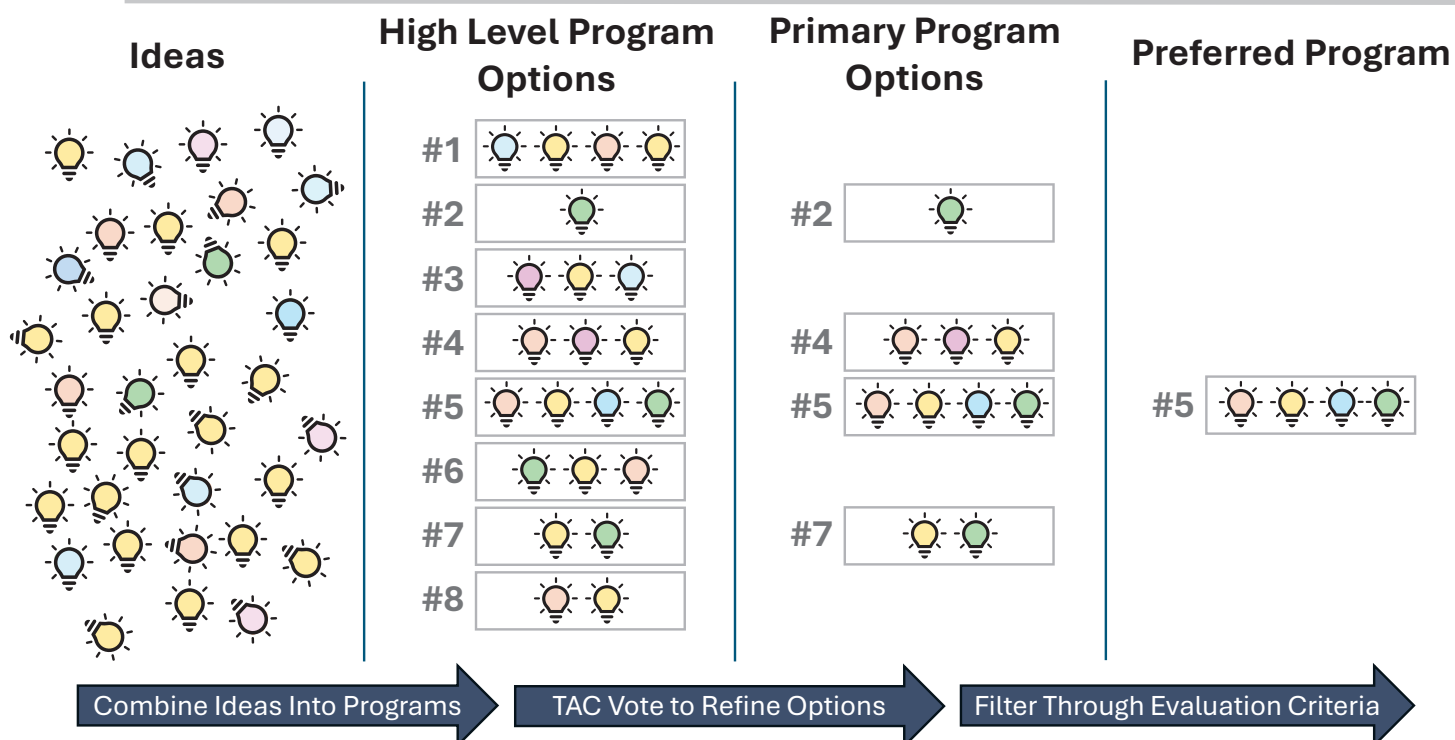 Ideas
High Level Program
Options
Primary Program
Options
Preferred Program
#1
#2
#3
#4
#5
#6
#7
#8
#2
#4
#5
#7
#5
Combine Ideas Into Programs
TAC Vote to Refine Options
Filter Through Evaluation Criteria